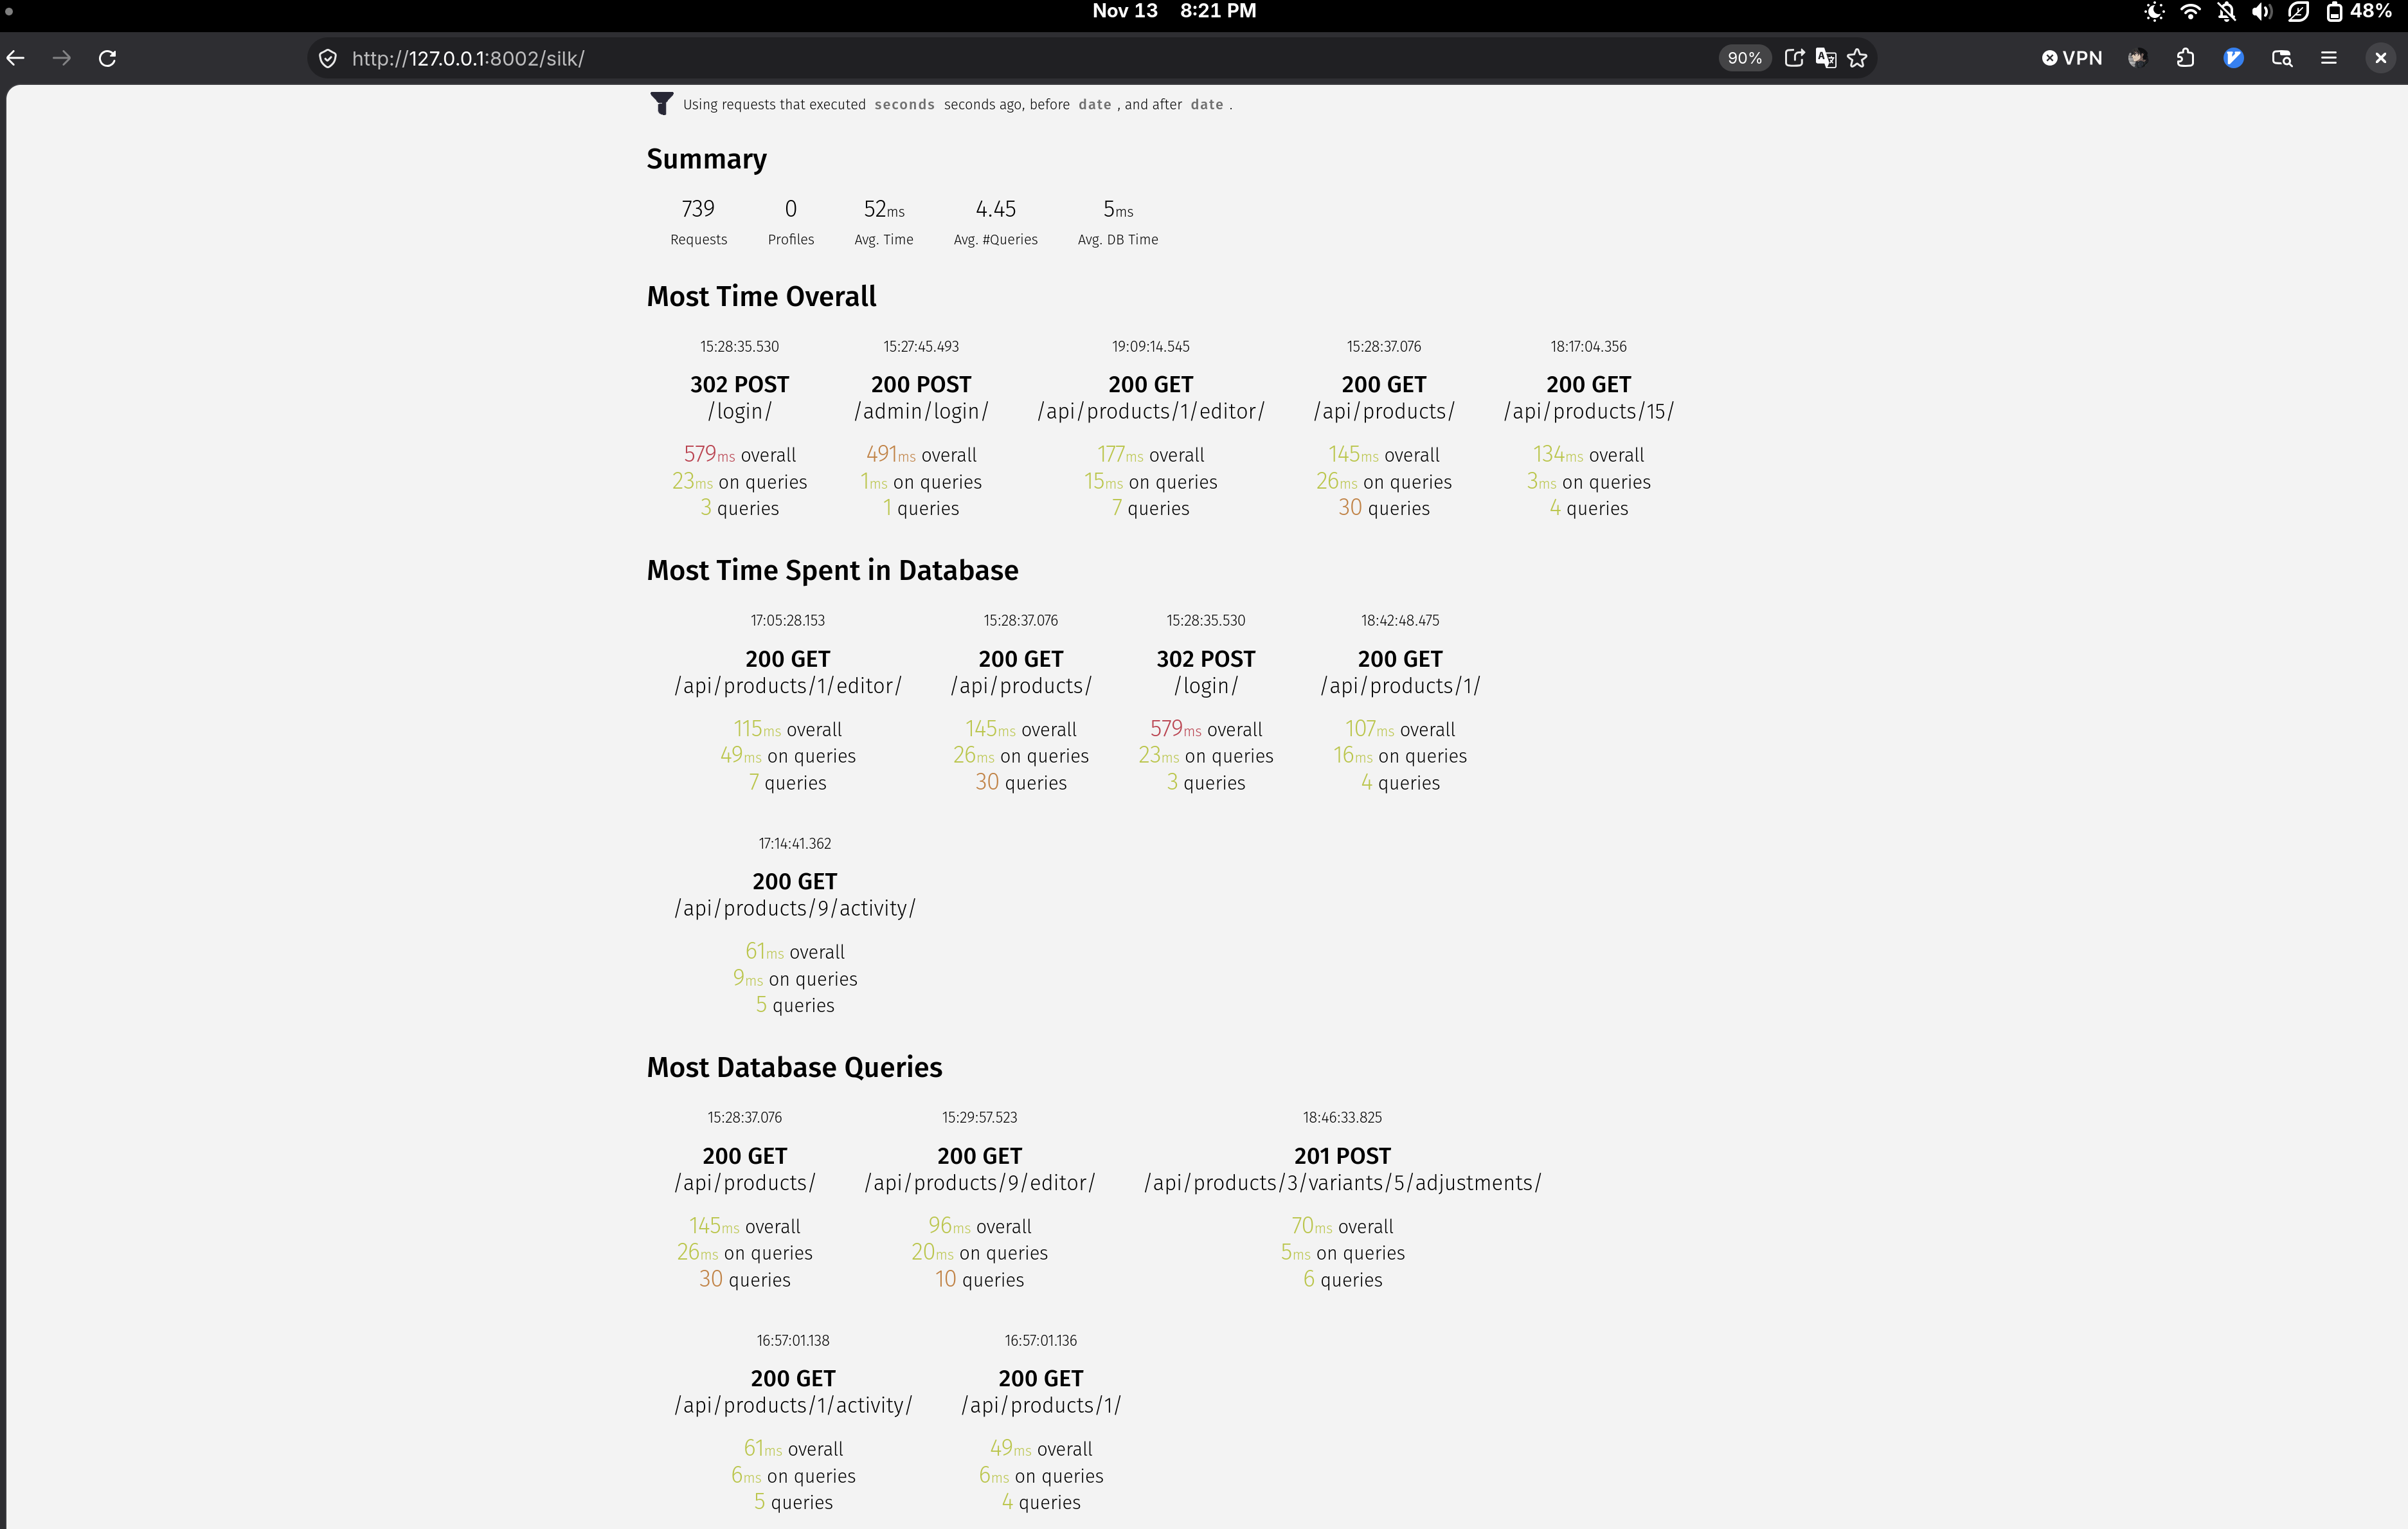 Nov 13 8:21 PM
48%
http://127.0.0.1:8002/silk/
90%
VPN
Using requests that executed seconds seconds ago, before date , and after date .
Summary
739 0 52ms 4.45 5ms
Requests Profiles Avg. Time Avg. #Queries Avg. DB Time
Most Time Overall
15:28:35.530 15:27:45.493 19:09:14.545 15:28:37.076 18:17:04.356
302 POST 200 POST 200 GET 200 GET 200 GET
/login/ /admin/login/ /api/products/1/editor/ /api/products/ /api/products/15/
579ms overall 491ms overall 177ms overall 145ms overall 134ms overall
23ms on queries 1ms on queries 15ms on queries 26ms on queries 3ms on queries
3 queries 1 queries 7 queries 30 queries 4 queries
Most Time Spent in Database
17:05:28.153 15:28:37.076 15:28:35.530 18:42:48.475
200 GET 200 GET 302 POST 200 GET
/api/products/1/editor/ /api/products/ /login/ /api/products/1/
115ms overall 145ms overall 579ms overall 107ms overall
49ms on queries 26ms on queries 23ms on queries 16ms on queries
7 queries 30 queries 3 queries 4 queries
17:14:41.362
200 GET
/api/products/9/activity/
61ms overall
9ms on queries
5 queries
Most Database Queries
15:28:37.076 15:29:57.523 18:46:33.825
200 GET 200 GET 201 POST
/api/products/ /api/products/9/editor/ /api/products/3/variants/5/adjustments/
145ms overall 96ms overall 70ms overall
26ms on queries 20ms on queries 5ms on queries
30 queries 10 queries 6 queries
16:57:01.138 16:57:01.136
200 GET 200 GET
/api/products/1/activity/ /api/products/1/
61ms overall 49ms overall
6ms on queries 6ms on queries
5 queries 4 queries